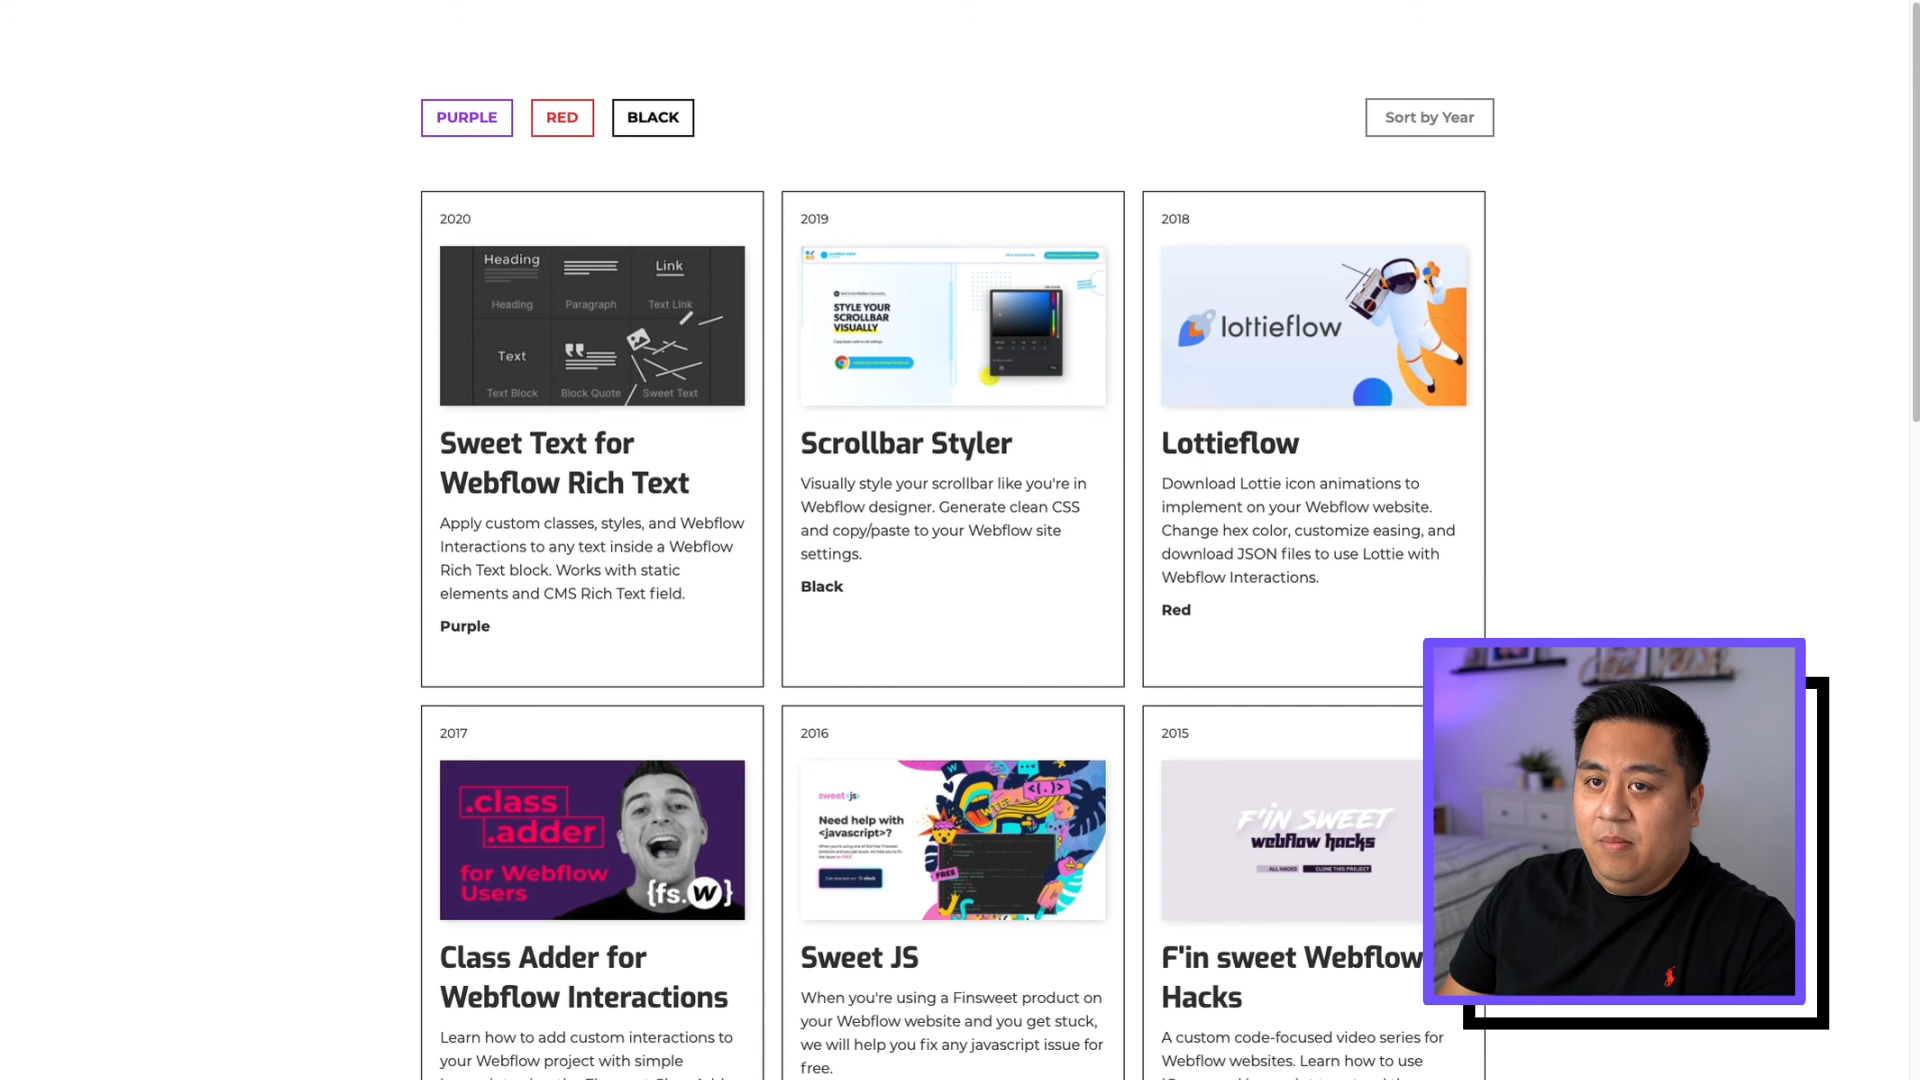 PURPLE
RED
BLACK
Sort by Year
2020
Heading
Link
Heading
Paragraph
Text Link
Text
Text Block
Block Quote
Sweet Text
Sweet Text for
Webflow Rich Text
Apply custom classes, styles, and Webflow
Interactions to any text inside a Webflow
Rich Text block. Works with static
elements and CMS Rich Text field.
Purple
2019
STYLE YOUR
SCROLLBAR
VISUALLY
Scrollbar Styler
Visually style your scrollbar like you're in
Webflow designer. Generate clean CSS
and copy/paste to your Webflow site
settings.
Black
2018
lottieflow
Lottieflow
Download Lottie icon animations to
implement on your Webflow website.
Change hex color, customize easing, and
download JSON files to use Lottie with
Webflow Interactions.
Red
2017
.class
.adder
for Webflow
Users
{fs.W}
Class Adder for
Webflow Interactions
Learn how to add custom interactions to
your Webflow project with simple
2016
sweet<js>
Need help with
<javascript>?
FREE
Sweet JS
When you're using a Finsweet product on
your Webflow website and you get stuck,
we will help you fix any javascript issue for
free.
2015
F'IN SWEET
webflow hacks
ALL HACKS
CLONE THIS PROJECT
F'in sweet Webflow
Hacks
A custom code-focused video series for
Webflow websites. Learn how to use